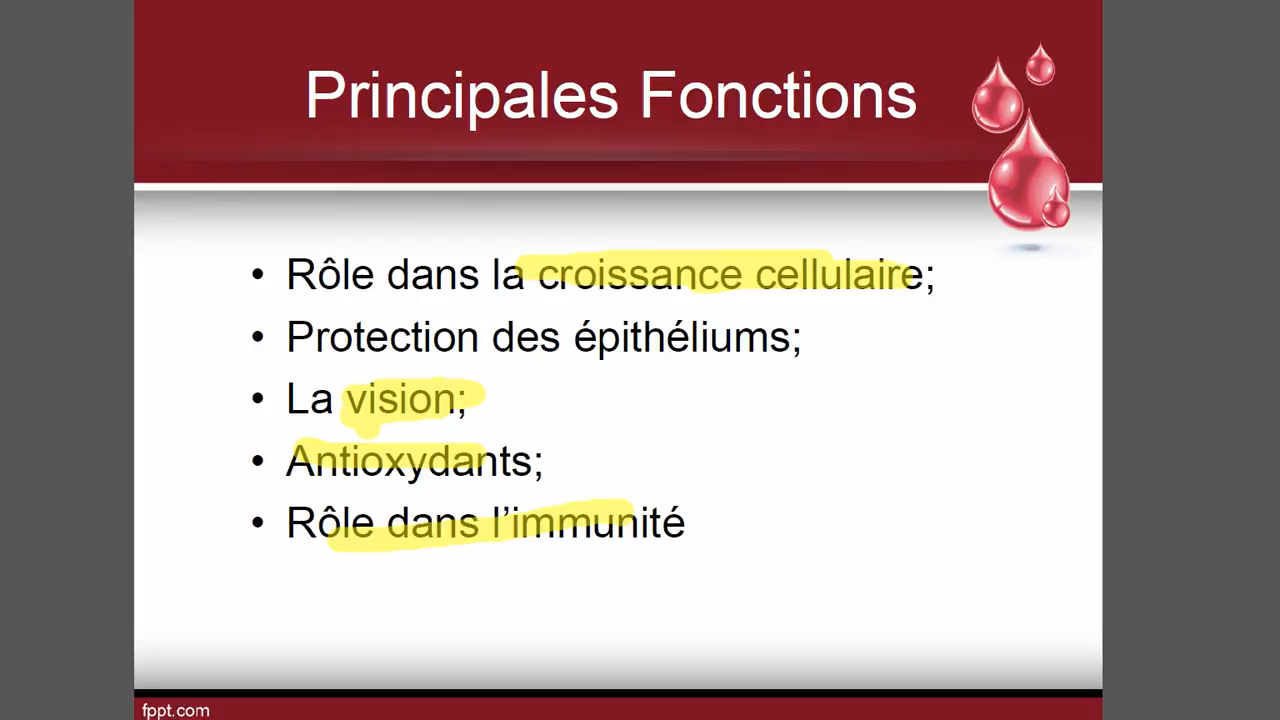 Principales Fonctions
• Rôle dans la croissance cellulaire;
• Protection des épithéliums;
• La vision;
• Antioxydants;
• Rôle dans l’immunité
fppt.com